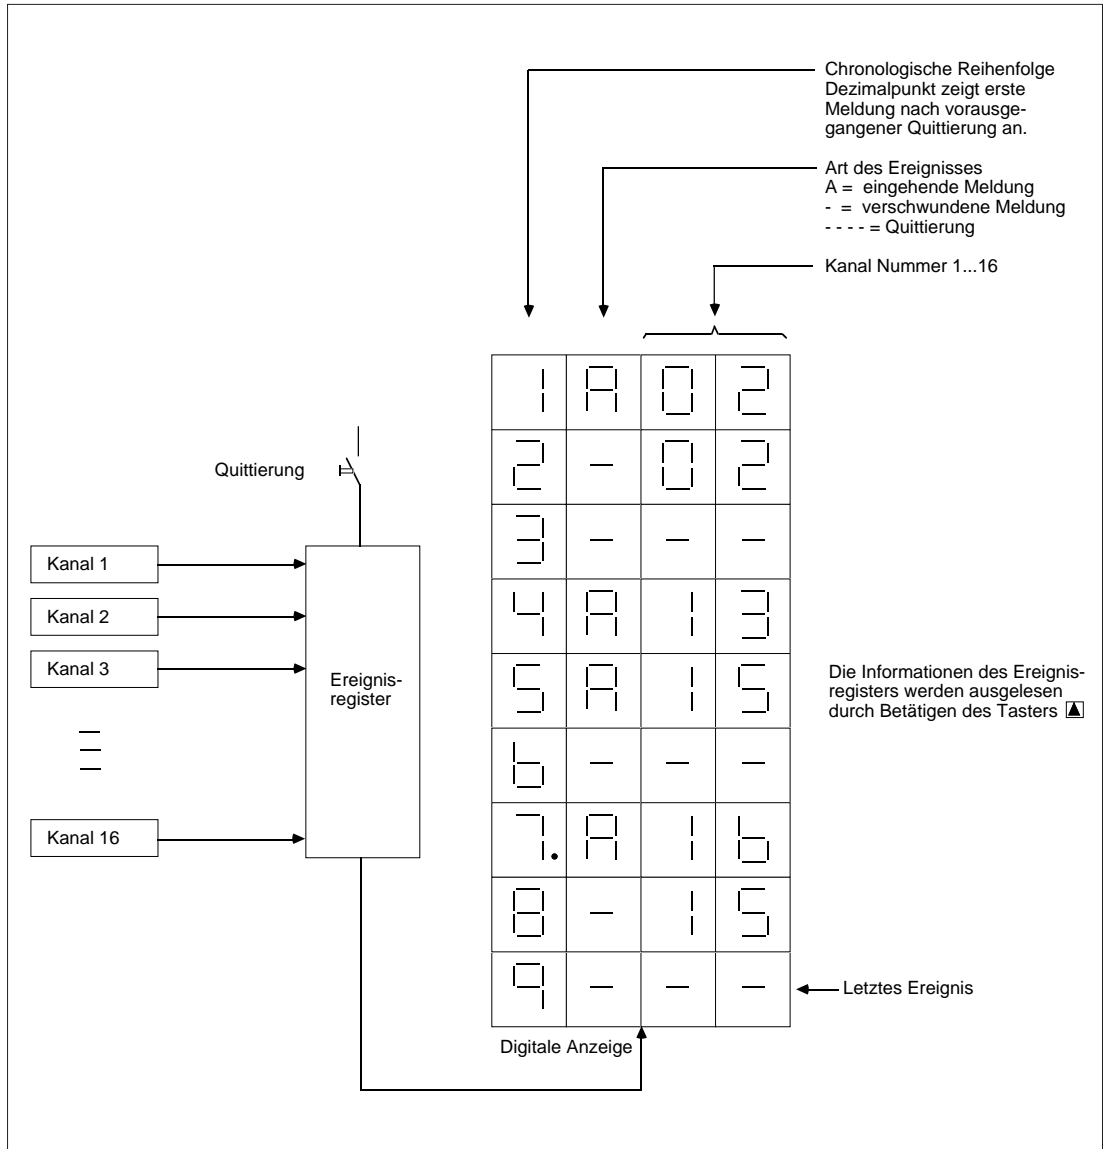 Chronologische Reihenfolge
Dezimalpunkt zeigt erste
Meldung nach vorausge-
gangener Quittierung an.
Art des Ereignisses
A = eingehende Meldung
- = verschwundene Meldung
- - - - = Quittierung
Kanal Nummer 1...16
1 A 0 2
2 - 0 2
3 - - -
4 A 1 3
5 A 1 5
6 - - -
7. A 1 6
8 - 1 5
9 - - -
Quittierung
Kanal 1
Kanal 2
Kanal 3
Kanal 16
Ereignis-
register
Die Informationen des Ereignis-
registers werden ausgelesen
durch Betätigen des Tasters
Letztes Ereignis
Digitale Anzeige